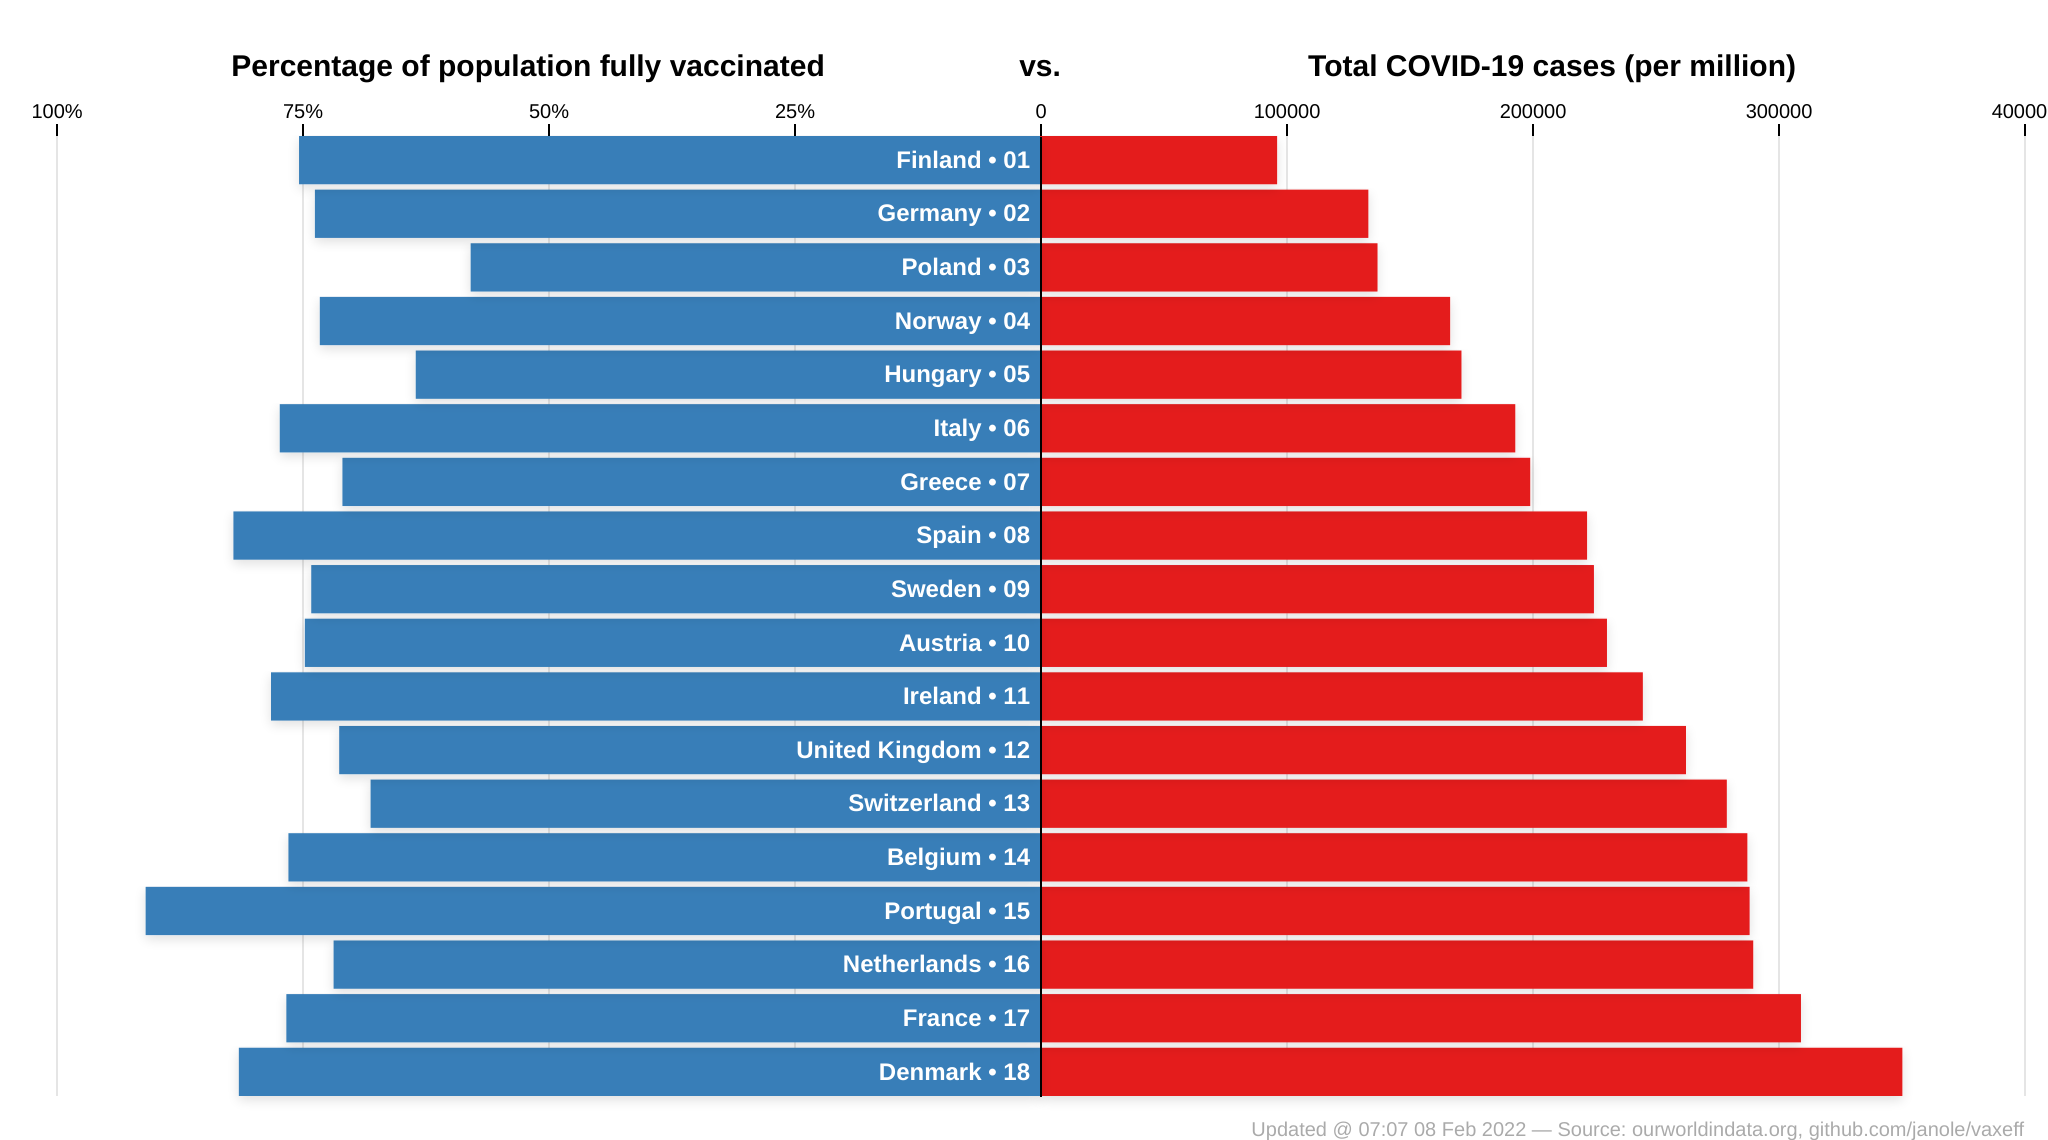 Percentage of population fully vaccinated vs. Total COVID-19 cases (per million)
100% 75% 50% 25% 0 100000 200000 300000 40000
Finland • 01
Germany • 02
Poland • 03
Norway • 04
Hungary • 05
Italy • 06
Greece • 07
Spain • 08
Sweden • 09
Austria • 10
Ireland • 11
United Kingdom • 12
Switzerland • 13
Belgium • 14
Portugal • 15
Netherlands • 16
France • 17
Denmark • 18
Updated @ 07:07 08 Feb 2022 — Source: ourworldindata.org, github.com/janole/vaxeff